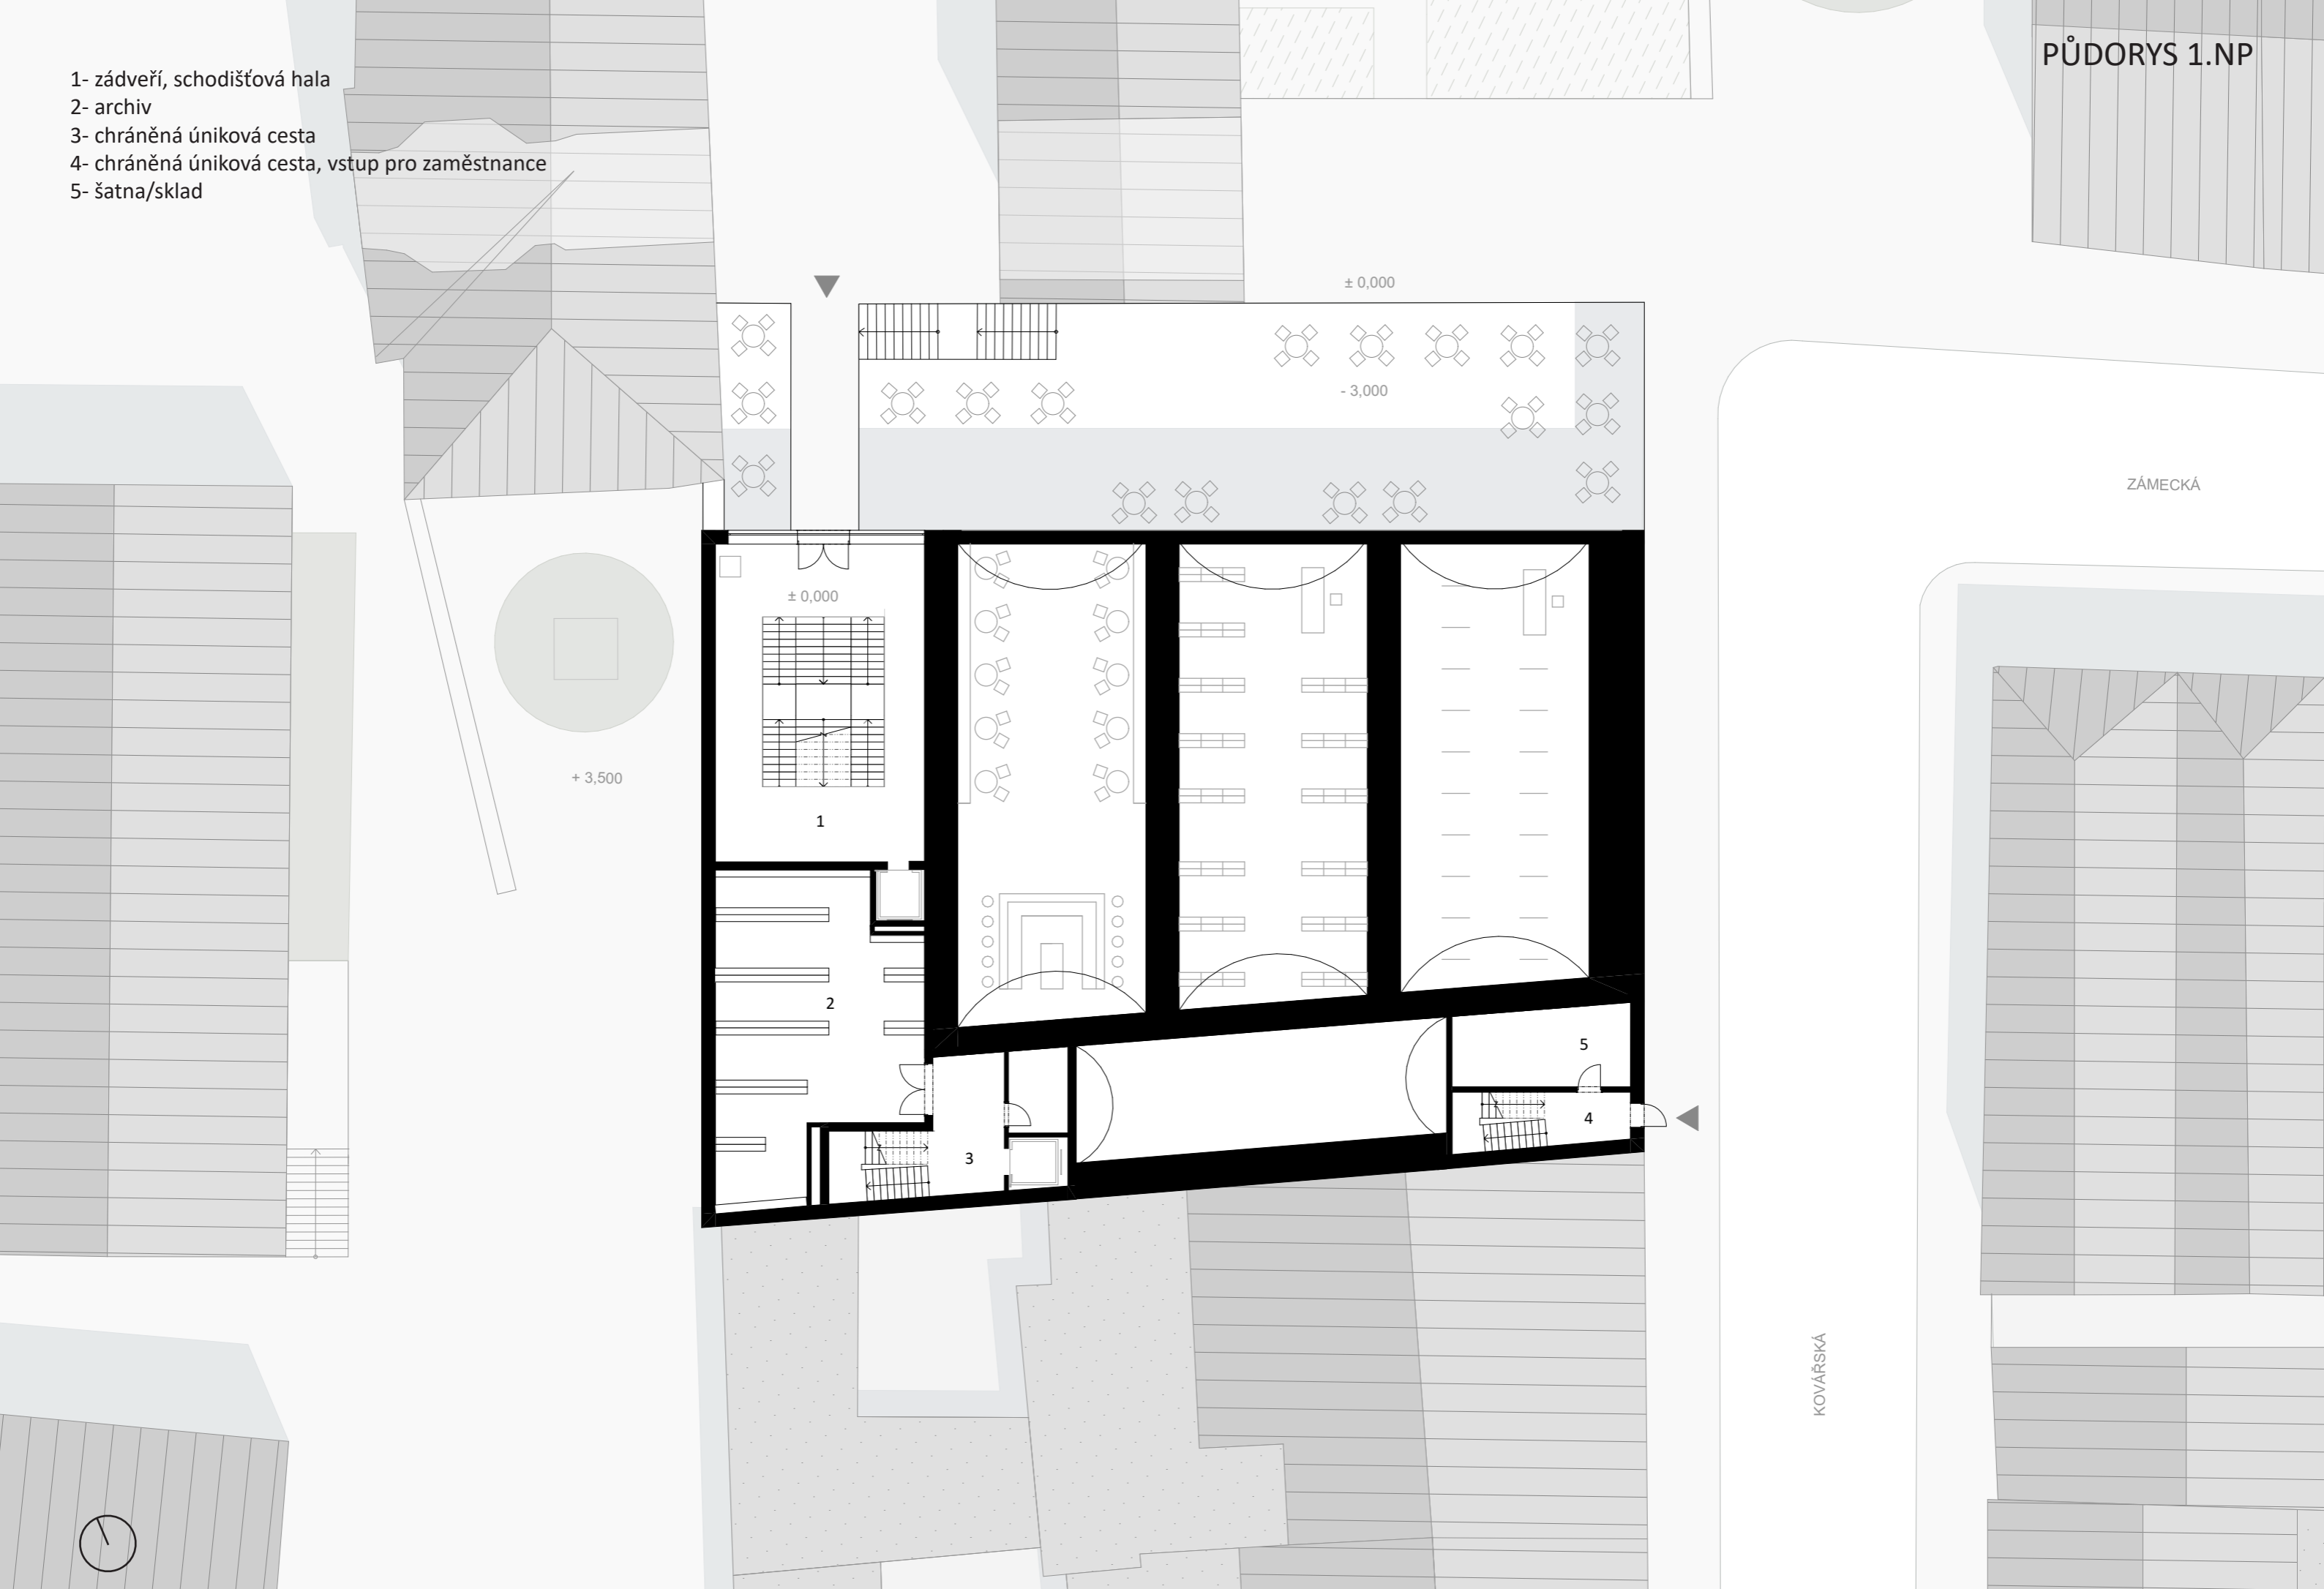 PŮDORYS 1.NP
1- zádveří, schodišťová hala
2- archiv
3- chráněná úniková cesta
4- chráněná úniková cesta, vstup pro zaměstnance
5- šatna/sklad
± 0,000
- 3,000
ZÁMECKÁ
± 0,000
+ 3,500
1
2
5
4
3
KOVÁŘSKÁ